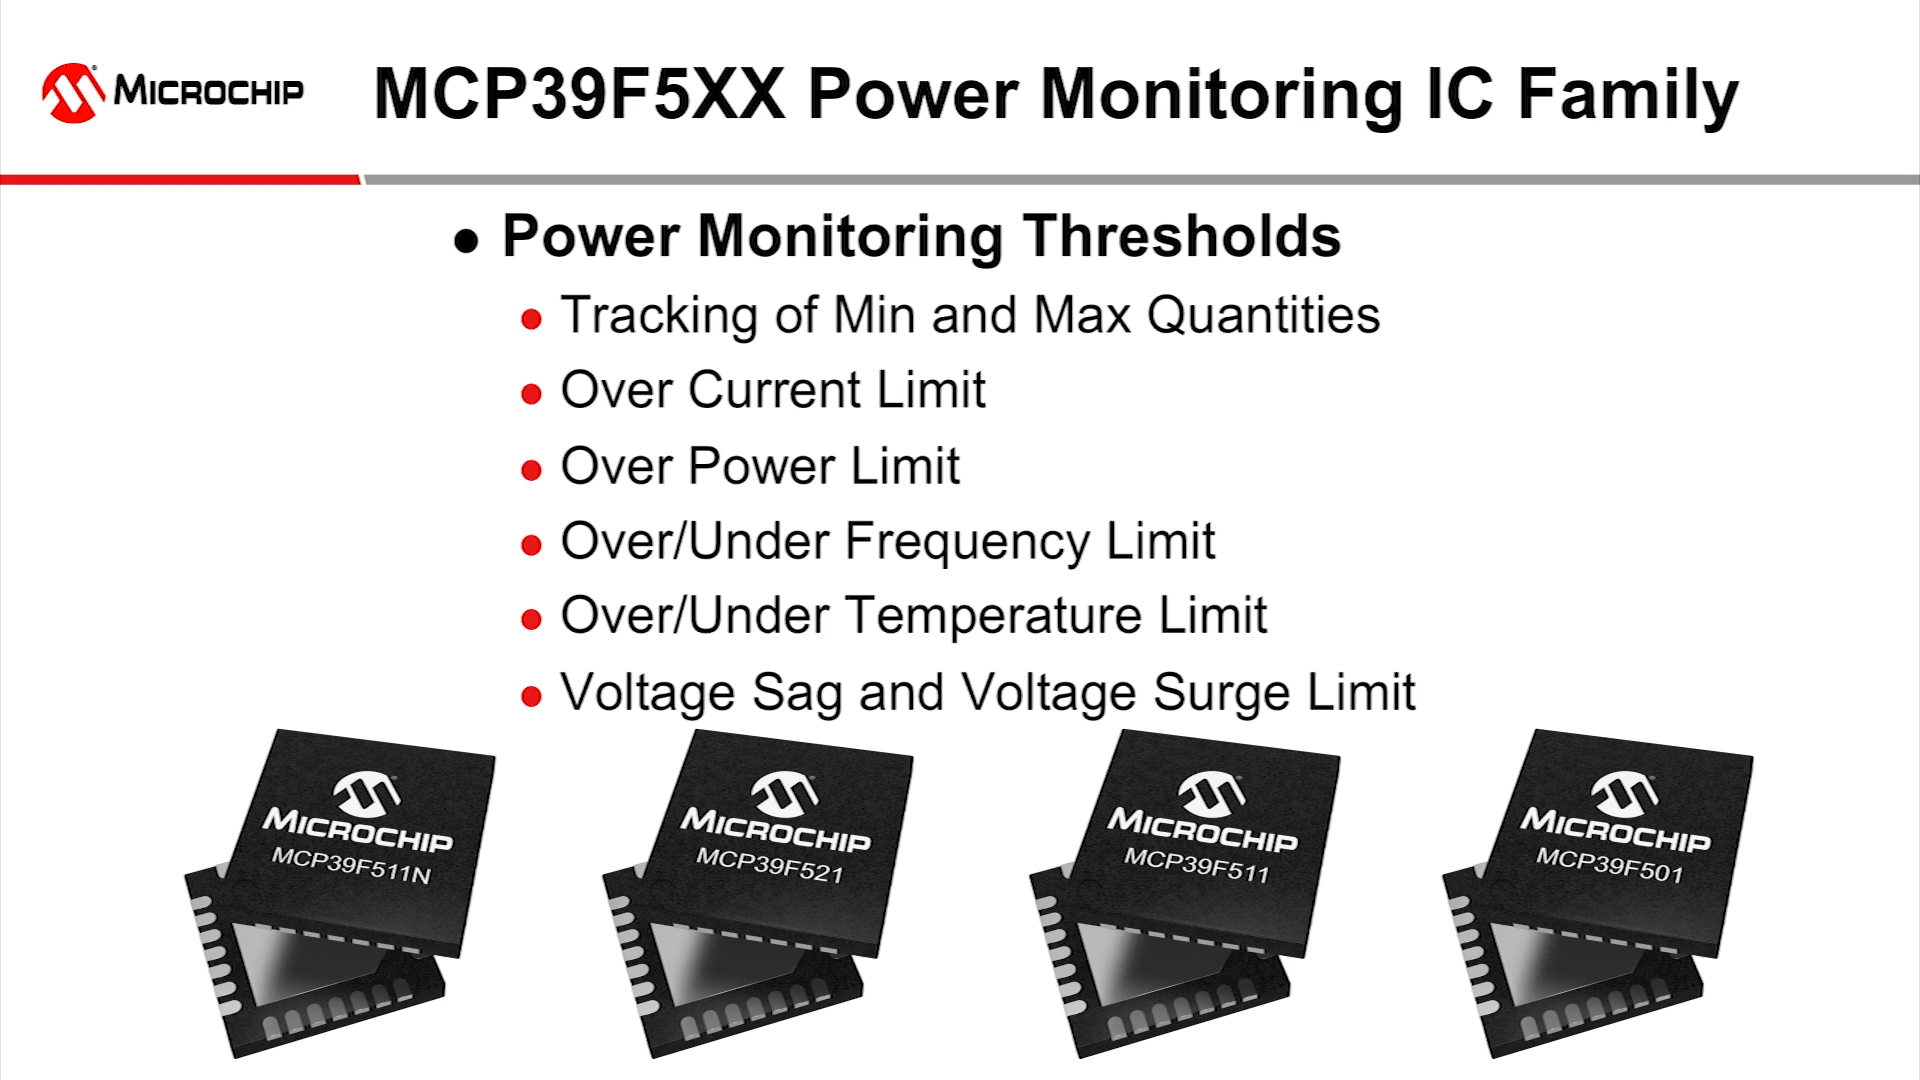 MICROCHIP
MCP39F5XX Power Monitoring IC Family
● Power Monitoring Thresholds
● Tracking of Min and Max Quantities
● Over Current Limit
● Over Power Limit
● Over/Under Frequency Limit
● Over/Under Temperature Limit
● Voltage Sag and Voltage Surge Limit
MICROCHIP
MCP39F511N
MICROCHIP
MCP39F521
MICROCHIP
MCP39F511
MICROCHIP
MCP39F501